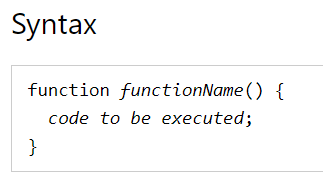 Syntax
function functionName() {
  code to be executed;
}